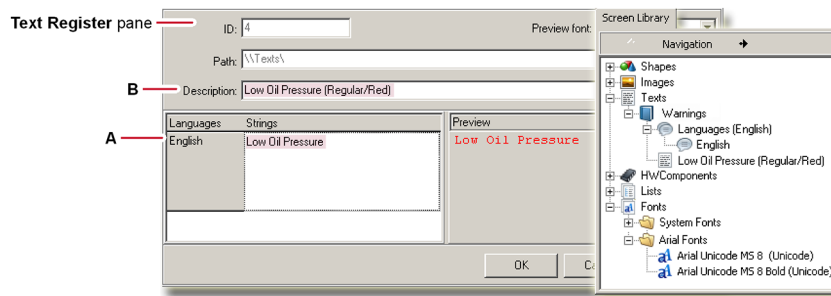 Text Register pane
ID: 4
Preview font:
Path: \\Texts\
B
Description: Low Oil Pressure (Regular/Red)
Languages Strings Preview
A
English Low Oil Pressure Low Oil Pressure
OK
Screen Library
Navigation
Shapes
Images
Texts
Warnings
Languages (English)
English
Low Oil Pressure (Regular/Red)
HWComponents
Lists
Fonts
System Fonts
Arial Fonts
Arial Unicode MS 8 (Unicode)
Arial Unicode MS 8 Bold (Unicode)